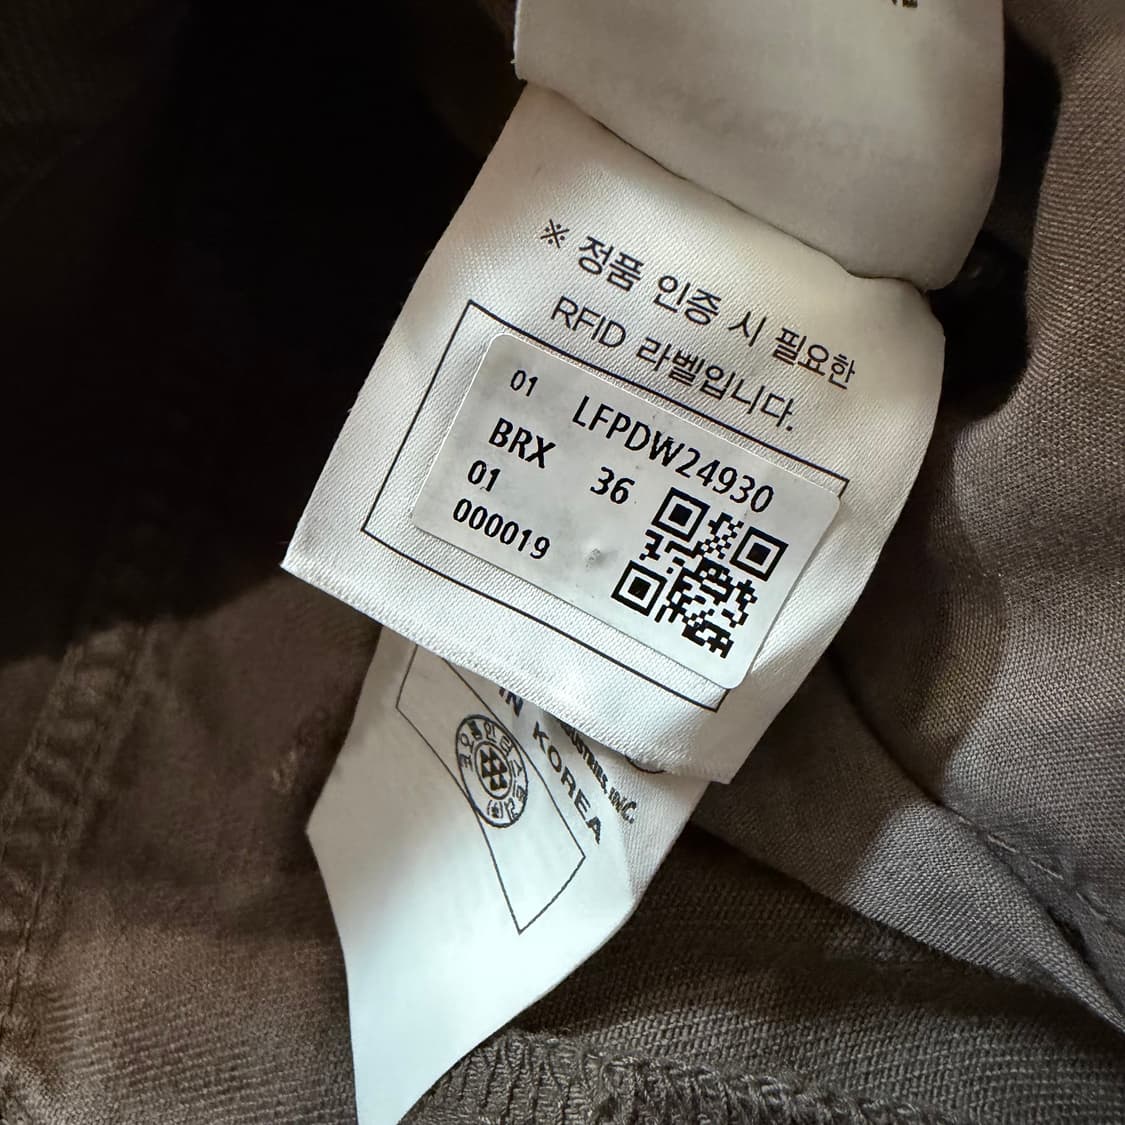 ※ 정품 인증 시 필요한
RFID 라벨입니다.
01 LFPDW24930
BRX 36
01
000019
INC.
IN KOREA